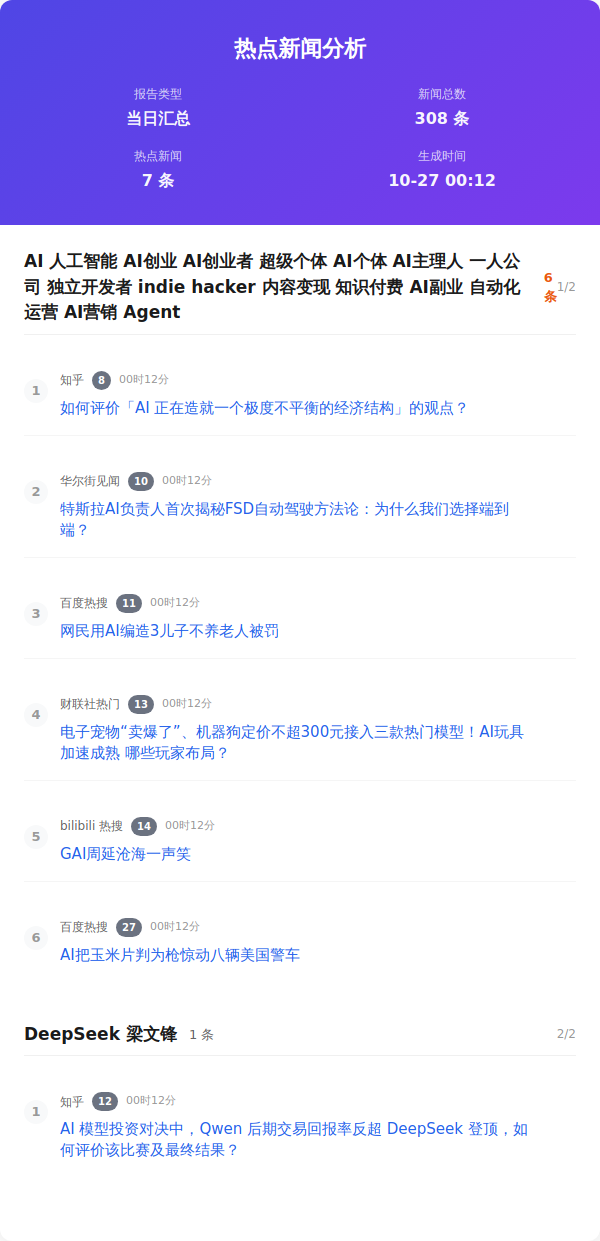 热点新闻分析
报告类型
新闻总数
当日汇总
308 条
热点新闻
生成时间
7 条
10-27 00:12
AI 人工智能 AI创业 AI创业者 超级个体 AI个体 AI主理人 一人公
司 独立开发者 indie hacker 内容变现 知识付费 AI副业 自动化
运营 AI营销 Agent
6
条
1/2
1
知乎 8 00时12分
如何评价「AI 正在造就一个极度不平衡的经济结构」的观点？
2
华尔街见闻 10 00时12分
特斯拉AI负责人首次揭秘FSD自动驾驶方法论：为什么我们选择端到
端？
3
百度热搜 11 00时12分
网民用AI编造3儿子不养老人被罚
4
财联社热门 13 00时12分
电子宠物“卖爆了”、机器狗定价不超300元接入三款热门模型！AI玩具
加速成熟 哪些玩家布局？
5
bilibili 热搜 14 00时12分
GAI周延沧海一声笑
6
百度热搜 27 00时12分
AI把玉米片判为枪惊动八辆美国警车
DeepSeek 梁文锋 1 条 2/2
1
知乎 12 00时12分
AI 模型投资对决中，Qwen 后期交易回报率反超 DeepSeek 登顶，如
何评价该比赛及最终结果？